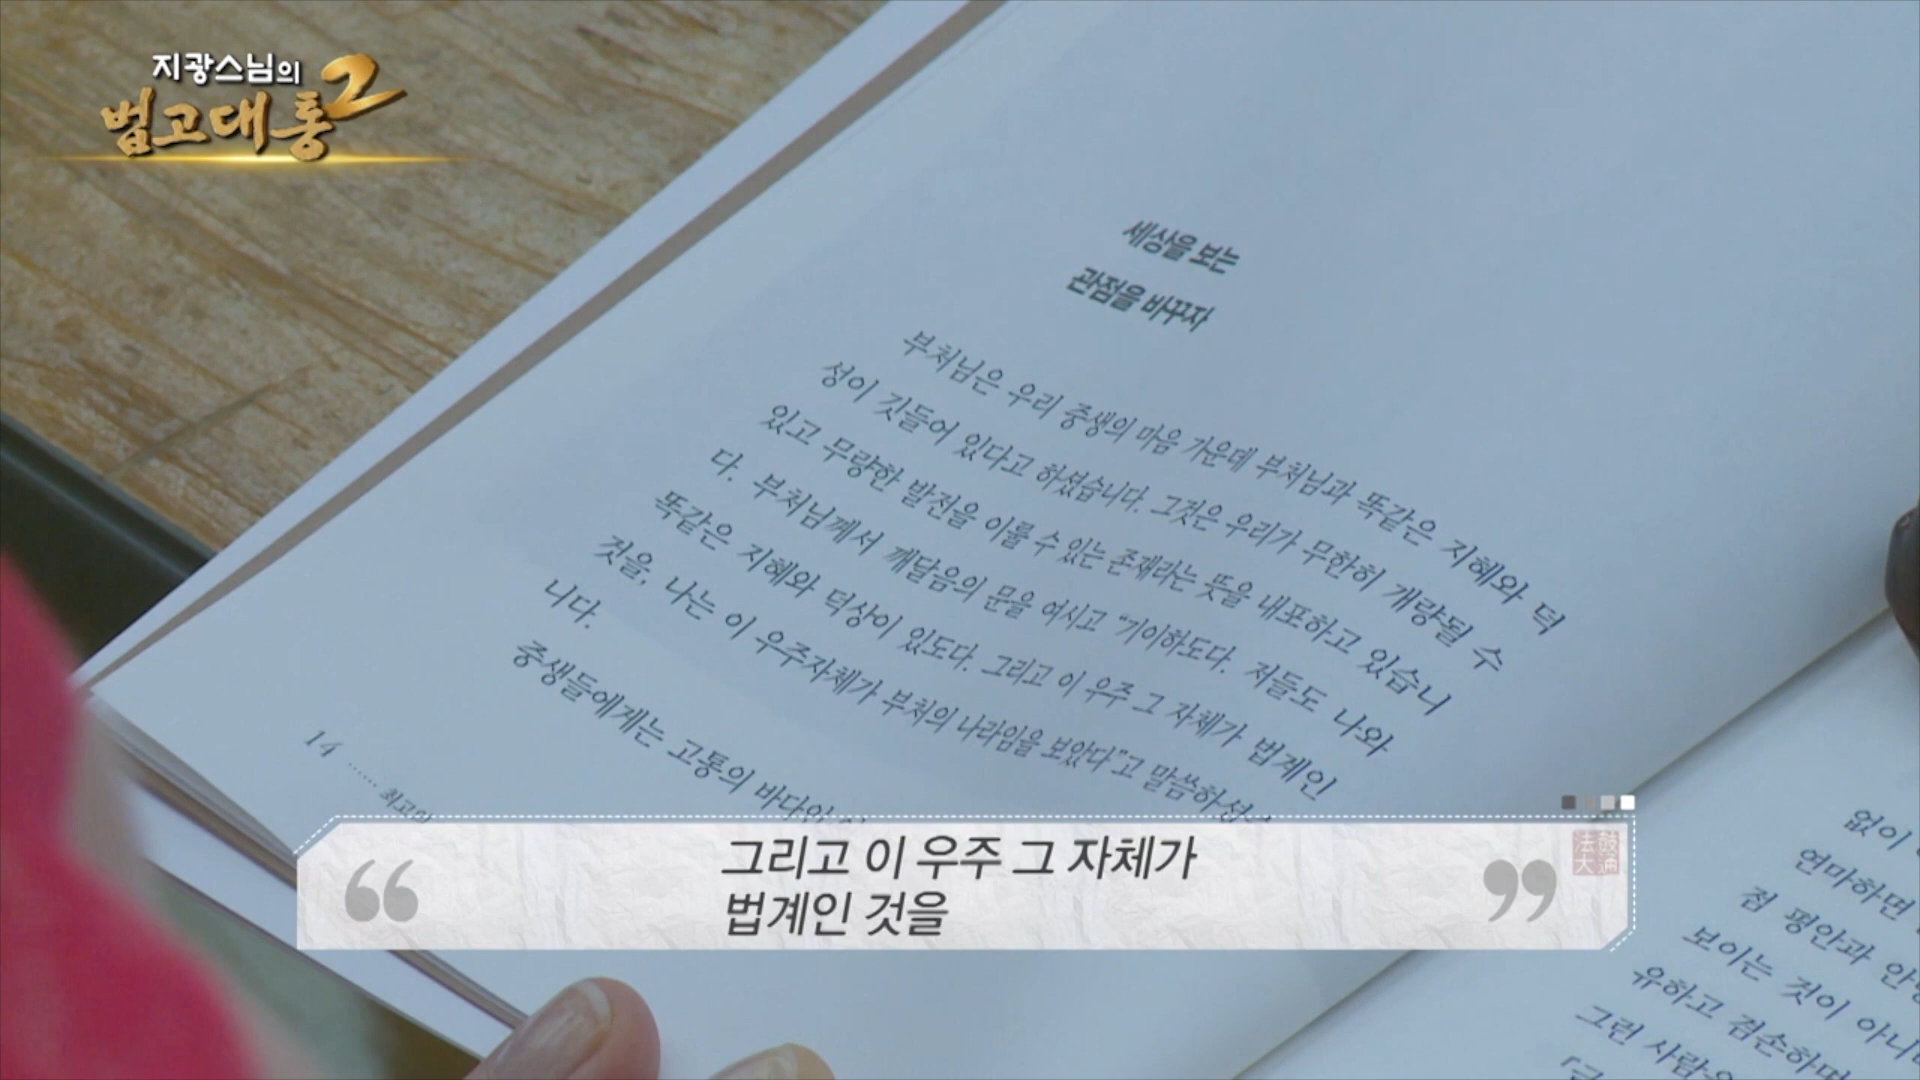 지광스님의
법고대통2
세상을 보는
관점을 바꾸자
부처님은 우리 중생의 마음 가운데 부처님과 똑같은 지혜와 덕
성이 깃들어 있다고 하셨습니다. 그것은 우리가 무한히 개량될 수
있고 무량한 발전을 이룰 수 있는 존재라는 뜻을 내포하고 있습니
다. 부처님께서 깨달음의 문을 여시고 “기이하도다. 저들도 나와
똑같은 지혜와 덕상이 있도다. 그리고 이 우주 그 자체가 법계인
것을, 나는 이 우주자체가 부처의 나라임을 보았다”고 말씀하셨
니다.
중생들에게는 고통의 바다인
14 ······ 최고의
없이
연마하면
점 평안과
보이는 것이 아니
유하고 겸손하며
그런 사람은
“
그리고 이 우주 그 자체가
법계인 것을
”
法鼓
大通